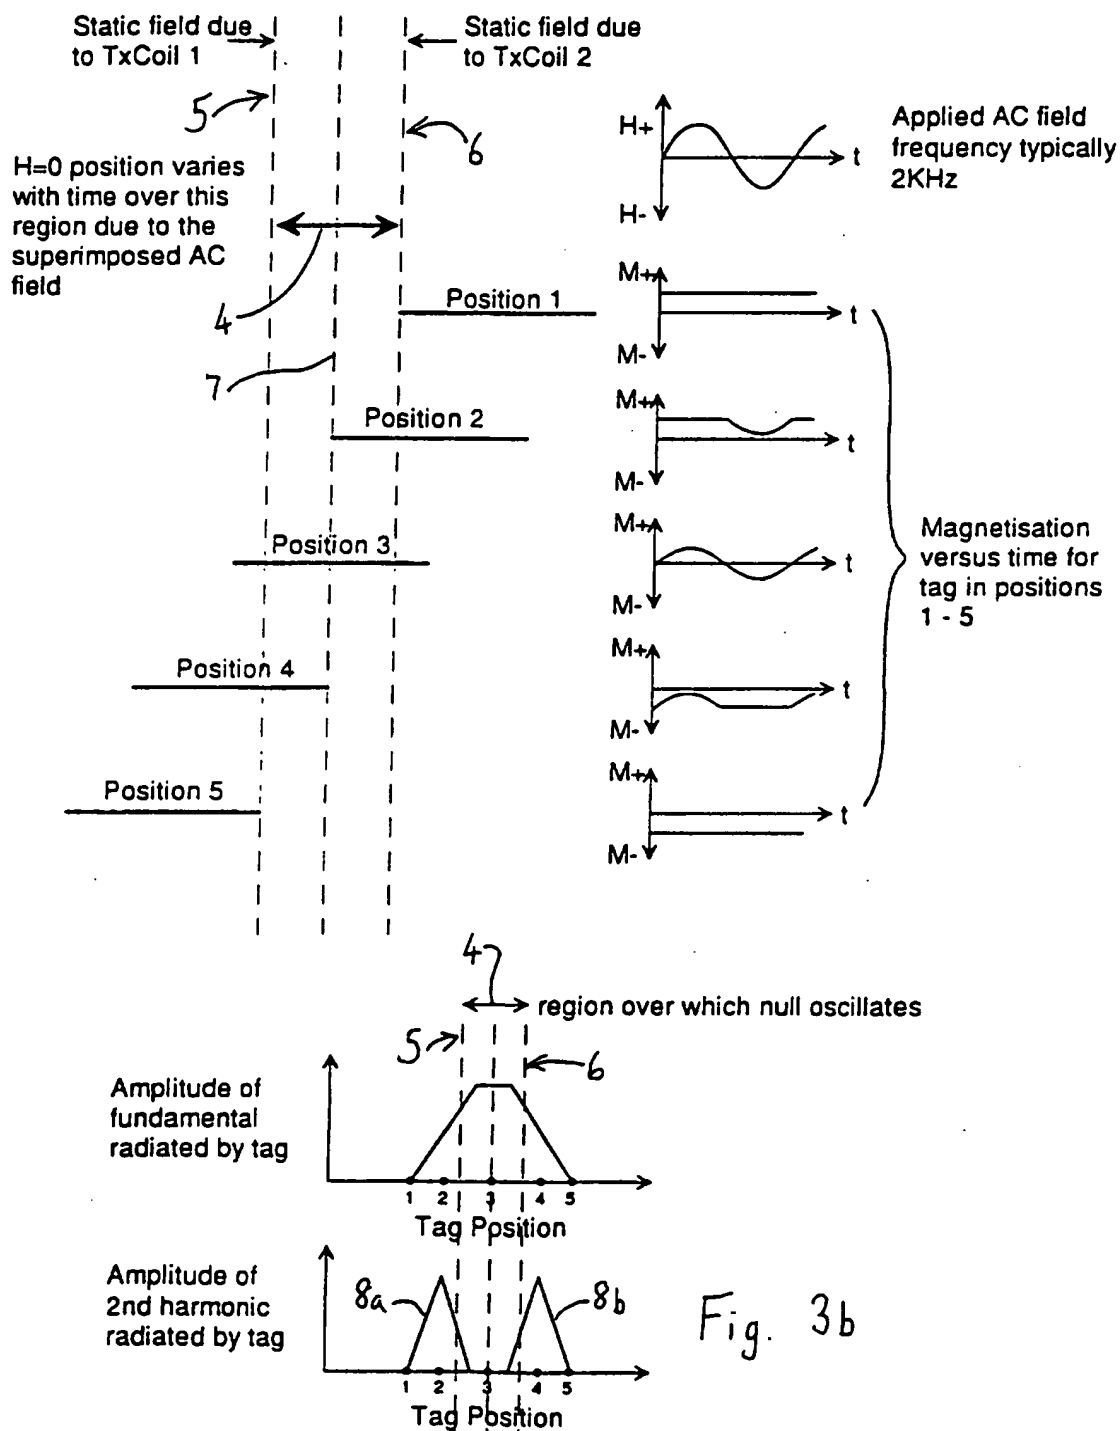 Static field due
to TxCoil 1
Static field due
to TxCoil 2
5
6
H=0 position varies
with time over this
region due to the
superimposed AC
field
4
7
H+
H-
t
Applied AC field
frequency typically
2KHz
Position 1
M+
M-
t
Position 2
M+
M-
t
Position 3
M+
M-
t
Position 4
M+
M-
t
Position 5
M+
M-
t
Magnetisation
versus time for
tag in positions
1 - 5
4
region over which null oscillates
5
6
Amplitude of
fundamental
radiated by tag
1 2 3 4 5
Tag Position
Amplitude of
2nd harmonic
radiated by tag
8a
8b
1 2 3 4 5
Tag Position
Fig. 3b